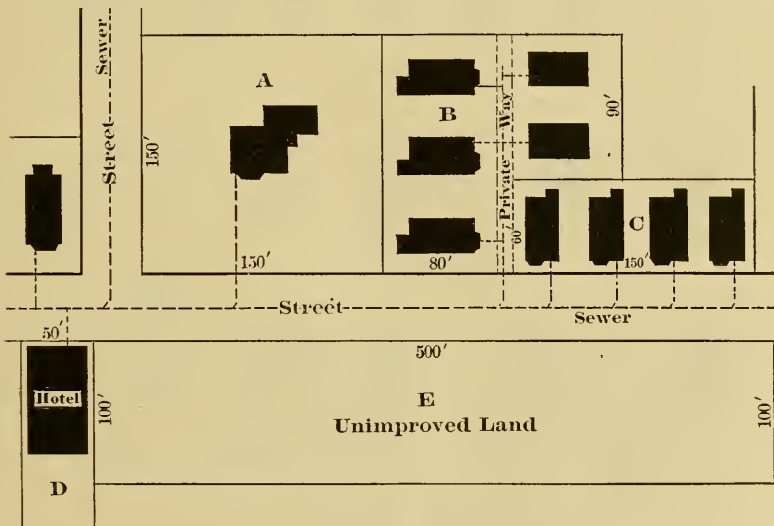 Sewer
Street
A
150′
150′
B
80′
Private Way
90′
60′
C
150′
Street
Sewer
50′
Hotel
100′
D
500′
E
Unimproved Land
100′